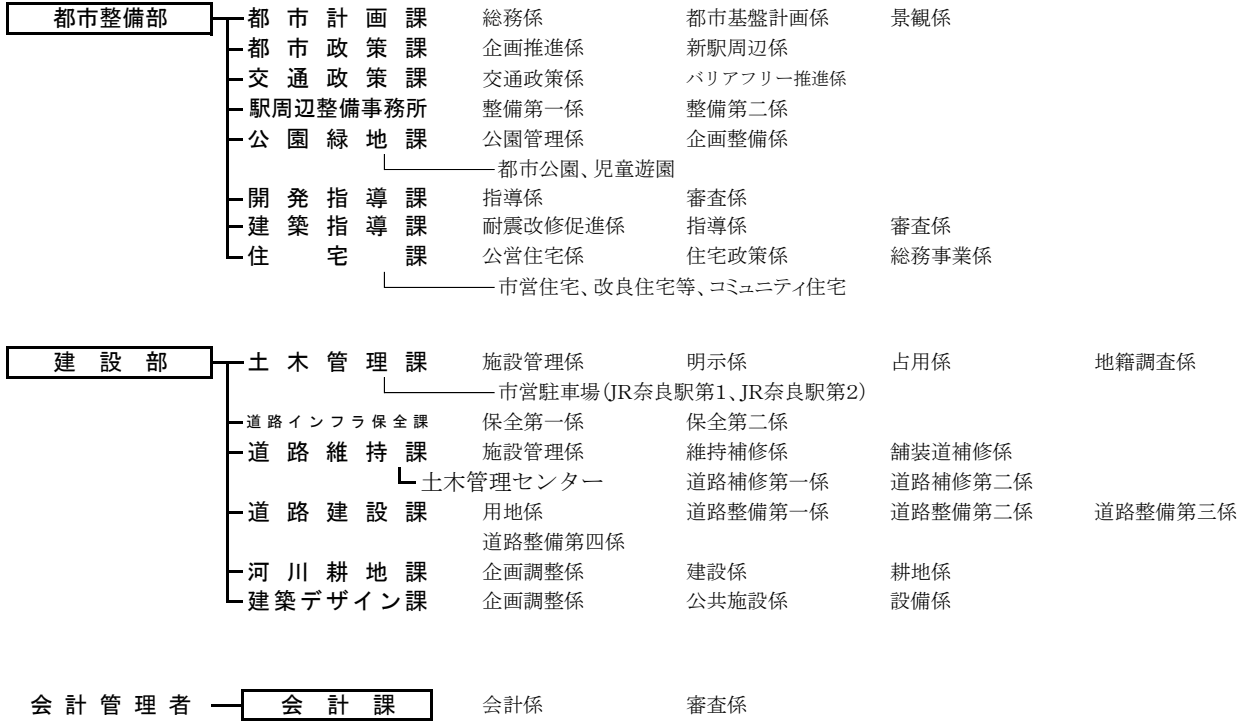 都市整備部 都市計画課 総務係 都市基盤計画係 景観係
都市政策課 企画推進係 新駅周辺係
交通政策課 交通政策係 バリアフリー推進係
駅周辺整備事務所 整備第一係 整備第二係
公園緑地課 公園管理係 企画整備係
都市公園、児童遊園
開発指導課 指導係 審査係
建築指導課 耐震改修促進係 指導係 審査係
住宅課 公営住宅係 住宅政策係 総務事業係
市営住宅、改良住宅等、コミュニティ住宅
建設部 土木管理課 施設管理係 明示係 占用係 地籍調査係
市営駐車場(JR奈良駅第1、JR奈良駅第2)
道路インフラ保全課 保全第一係 保全第二係
道路維持課 施設管理係 維持補修係 舗装道補修係
土木管理センター 道路補修第一係 道路補修第二係
道路建設課 用地係 道路整備第一係 道路整備第二係 道路整備第三係
道路整備第四係
河川耕地課 企画調整係 建設係 耕地係
建築デザイン課 企画調整係 公共施設係 設備係
会計管理者 会計課 会計係 審査係